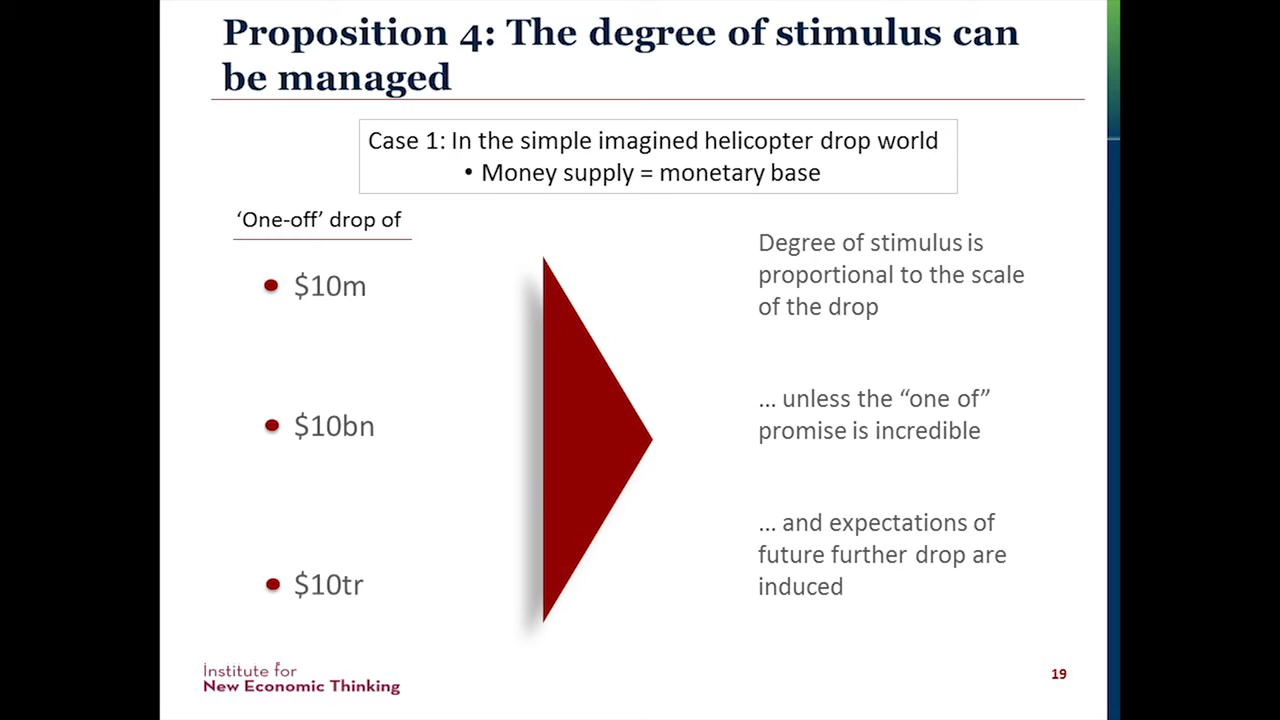 Proposition 4: The degree of stimulus can
be managed
Case 1: In the simple imagined helicopter drop world
• Money supply = monetary base
‘One-off’ drop of
• $10m
• $10bn
• $10tr
Degree of stimulus is
proportional to the scale
of the drop
... unless the “one of”
promise is incredible
... and expectations of
future further drop are
induced
Institute for
New Economic Thinking
19